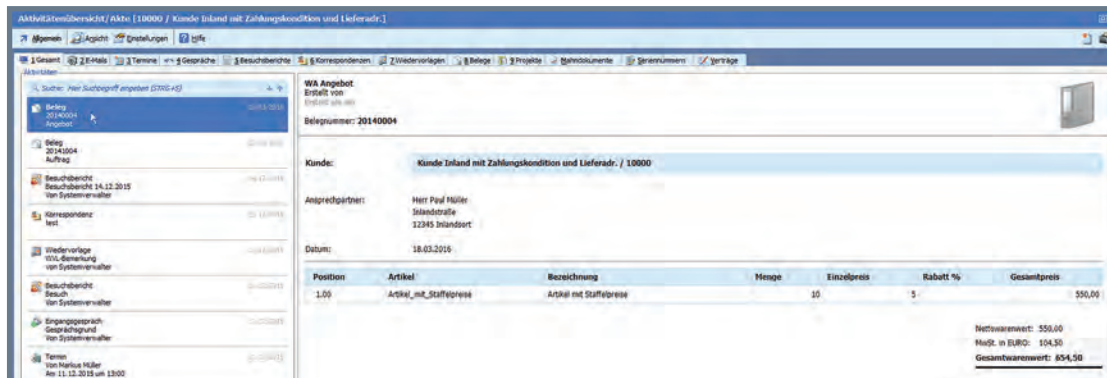 Aktivitätenübersicht/Akte [10000 / Kunde Inland mit Zahlungskondition und Lieferadr.]
Allgemein Ansicht Einstellungen Hilfe
1 Gesamt 2 E-Mails 3 Termine 4 Gespräche 5 Besuchsberichte 6 Korrespondenzen 7 Wiedervorlagen 8 Belege 9 Projekte Mahndokumente Seriennummern Verträge
Aktivitäten
Suche: Hier Suchbegriff eingeben (STRG+S)
Beleg
20140004
Angebot
Beleg
20141004
Auftrag
Besuchsbericht
Besuchsbericht 14.12.2015
Von Systemverwalter
Korrespondenz
test
Wiedervorlage
WVL-Bemerkung
von Systemverwalter
Besuchsbericht
Besuch
Von Systemverwalter
Eingangsgespräch
Gesprächsgrund
Von Systemverwalter
Termin
Von Markus Müller
Am 11.12.2015 um 13:00
WA Angebot
Erstellt von
Belegnummer: 20140004
Kunde: Kunde Inland mit Zahlungskondition und Lieferadr. / 10000
Ansprechpartner: Herr Paul Müller
Inlandstraße
12345 Inlandsort
Datum: 18.03.2016
Position Artikel Bezeichnung Menge Einzelpreis Rabatt % Gesamtpreis
1.00 Artikel_mit_Staffelpreise Artikel mit Staffelpreise 10 5 550,00
Nettowarenwert: 550,00
MwSt. in EURO: 104,50
Gesamtwarenwert: 654,50